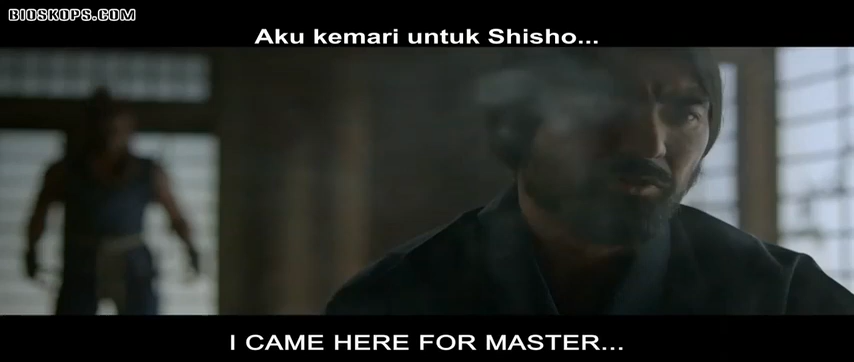 BIOSKOPS.COM
Aku kemari untuk Shisho...
I CAME HERE FOR MASTER...